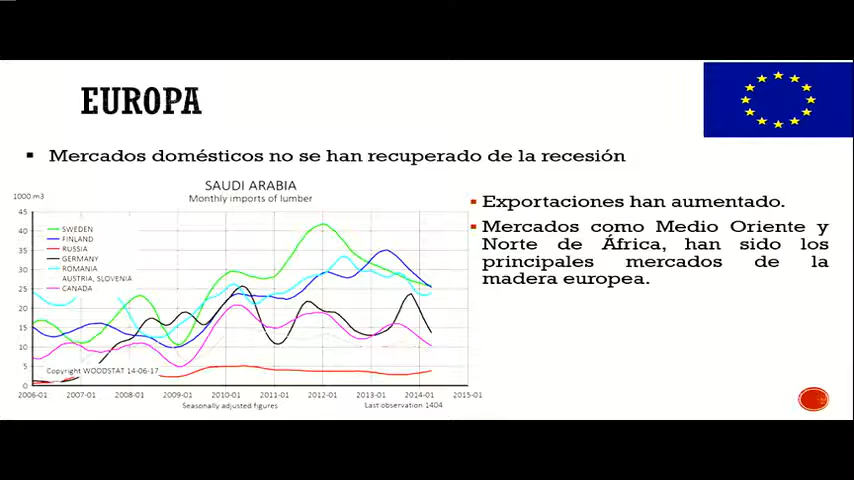 EUROPA
Mercados domésticos no se han recuperado de la recesión
SAUDI ARABIA
Monthly imports of lumber
1000 m3
45
40
35
30
25
20
15
10
5
0
SWEDEN
FINLAND
RUSSIA
GERMANY
ROMANIA
AUSTRIA, SLOVENIA
CANADA
Copyright WOODSTAT 14-06-17
2006-01 2007-01 2008-01 2009-01 2010-01 2011-01 2012-01 2013-01 2014-01 2015-01
Seasonally adjusted figures
Last observation 1404
Exportaciones han aumentado.
Mercados como Medio Oriente y
Norte de África, han sido los
principales mercados de la
madera europea.